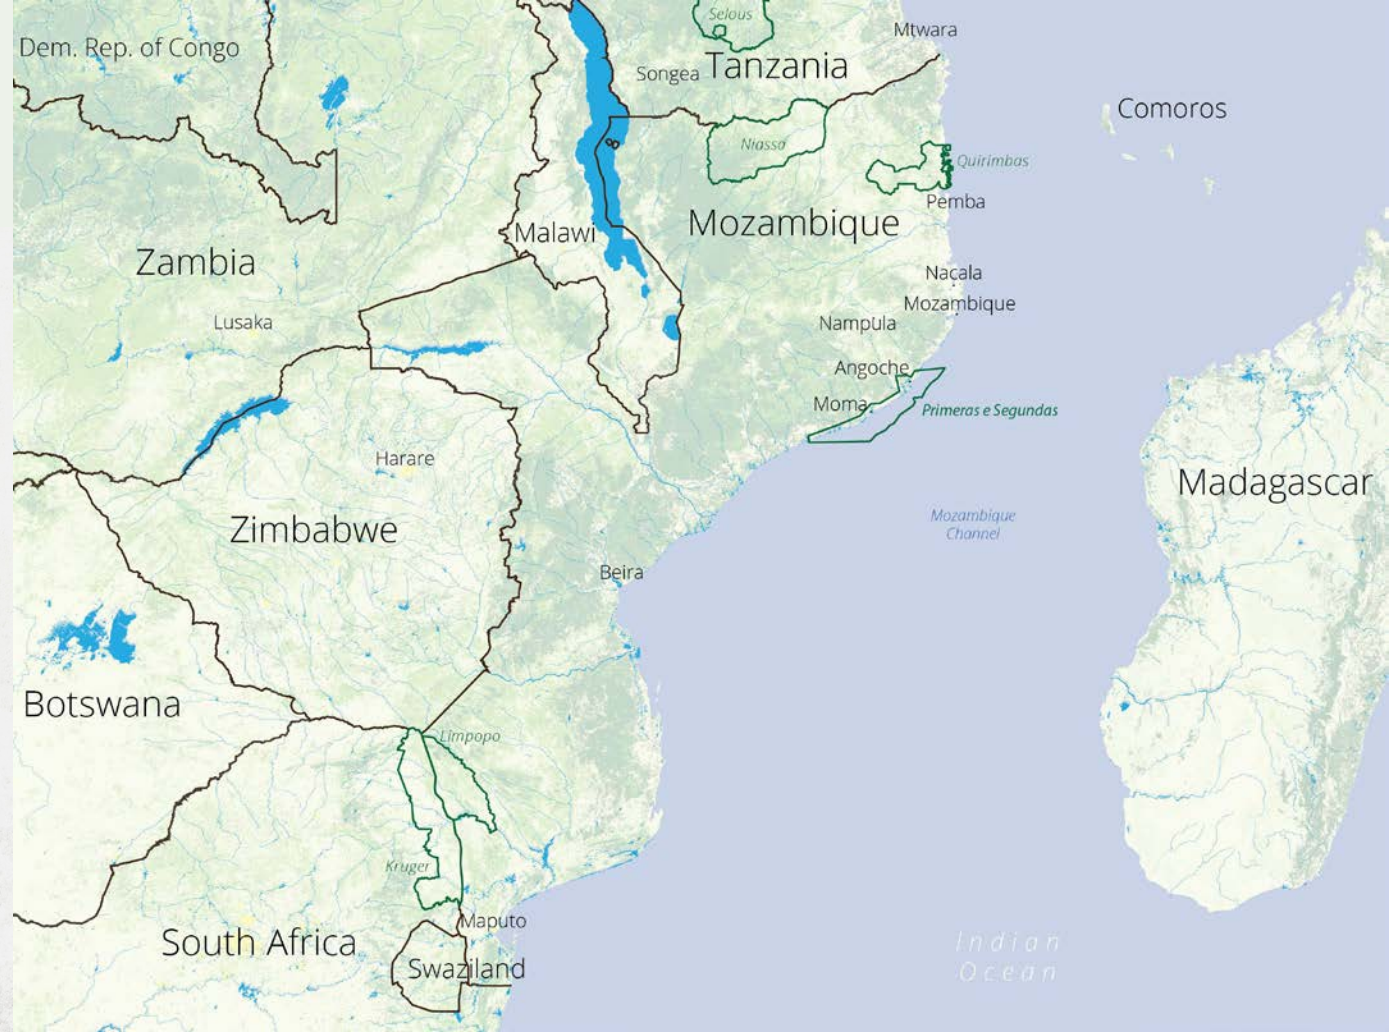 Selous
Mtwara
Dem. Rep. of Congo
Songea
Tanzania
Comoros
Niassa
Quirimbas
Pemba
Malawi
Mozambique
Zambia
Nacala
Mozambique
Lusaka
Nampula
Angoche
Moma
Primeras e Segundas
Harare
Madagascar
Zimbabwe
Mozambique
Channel
Beira
Botswana
Limpopo
Kruger
Maputo
South Africa
Indian
Ocean
Swaziland